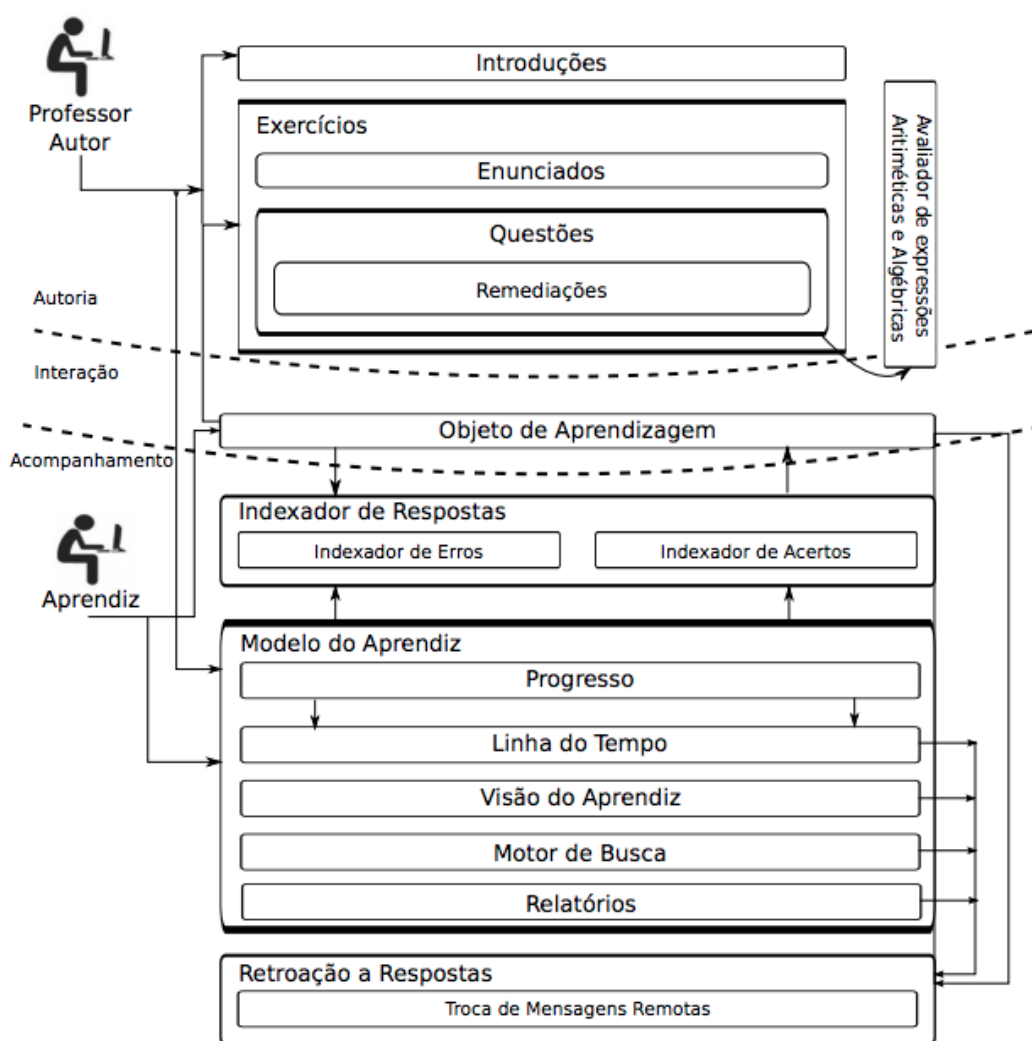 Professor
Autor
Introduções
Exercícios
Enunciados
Questões
Remediações
Avaliador de expressões
Aritiméticas e Algébricas
Autoria
Interação
Acompanhamento
Objeto de Aprendizagem
Indexador de Respostas
Indexador de Erros
Indexador de Acertos
Aprendiz
Modelo do Aprendiz
Progresso
Linha do Tempo
Visão do Aprendiz
Motor de Busca
Relatórios
Retroação a Respostas
Troca de Mensagens Remotas